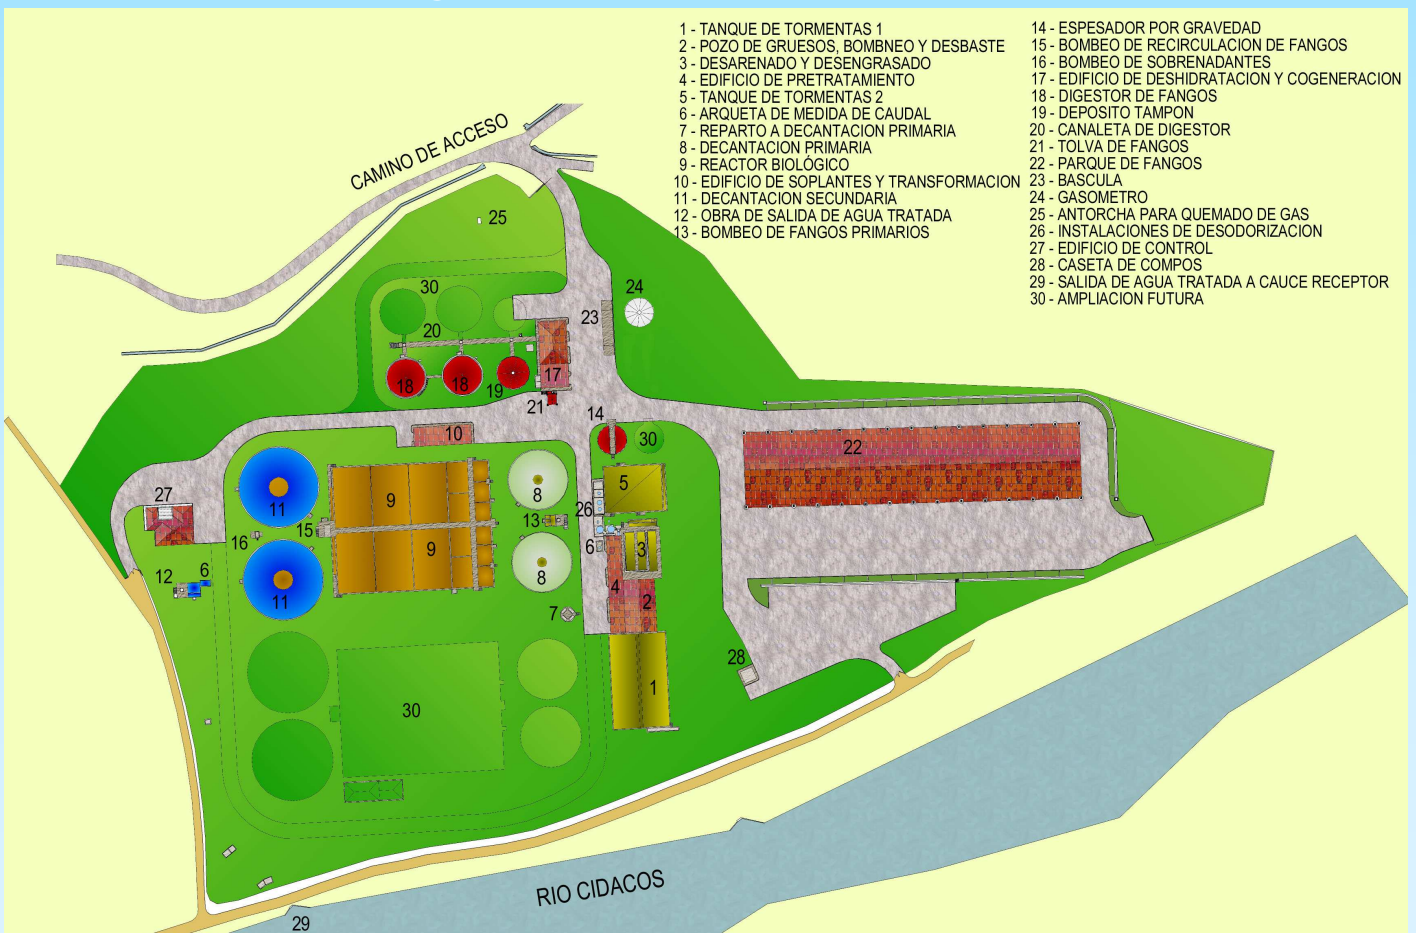 1 - TANQUE DE TORMENTAS 1
2 - POZO DE GRUESOS, BOMBNEO Y DESBASTE
3 - DESARENADO Y DESENGRASADO
4 - EDIFICIO DE PRETRATAMIENTO
5 - TANQUE DE TORMENTAS 2
6 - ARQUETA DE MEDIDA DE CAUDAL
7 - REPARTO A DECANTACION PRIMARIA
8 - DECANTACION PRIMARIA
9 - REACTOR BIOLÓGICO
10 - EDIFICIO DE SOPLANTES Y TRANSFORMACION
11 - DECANTACION SECUNDARIA
12 - OBRA DE SALIDA DE AGUA TRATADA
13 - BOMBEO DE FANGOS PRIMARIOS
14 - ESPESADOR POR GRAVEDAD
15 - BOMBEO DE RECIRCULACION DE FANGOS
16 - BOMBEO DE SOBRENADANTES
17 - EDIFICIO DE DESHIDRATACION Y COGENERACION
18 - DIGESTOR DE FANGOS
19 - DEPOSITO TAMPON
20 - CANALETA DE DIGESTOR
21 - TOLVA DE FANGOS
22 - PARQUE DE FANGOS
23 - BASCULA
24 - GASOMETRO
25 - ANTORCHA PARA QUEMADO DE GAS
26 - INSTALACIONES DE DESODORIZACION
27 - EDIFICIO DE CONTROL
28 - CASETA DE COMPOS
29 - SALIDA DE AGUA TRATADA A CAUCE RECEPTOR
30 - AMPLIACION FUTURA
CAMINO DE ACCESO
25
30
24
20
23
18
18
19
17
21
14
10
30
22
11
9
8
5
27
26
15
13
16
9
6
3
8
12
6
11
4
2
7
28
1
30
RIO CIDACOS
29